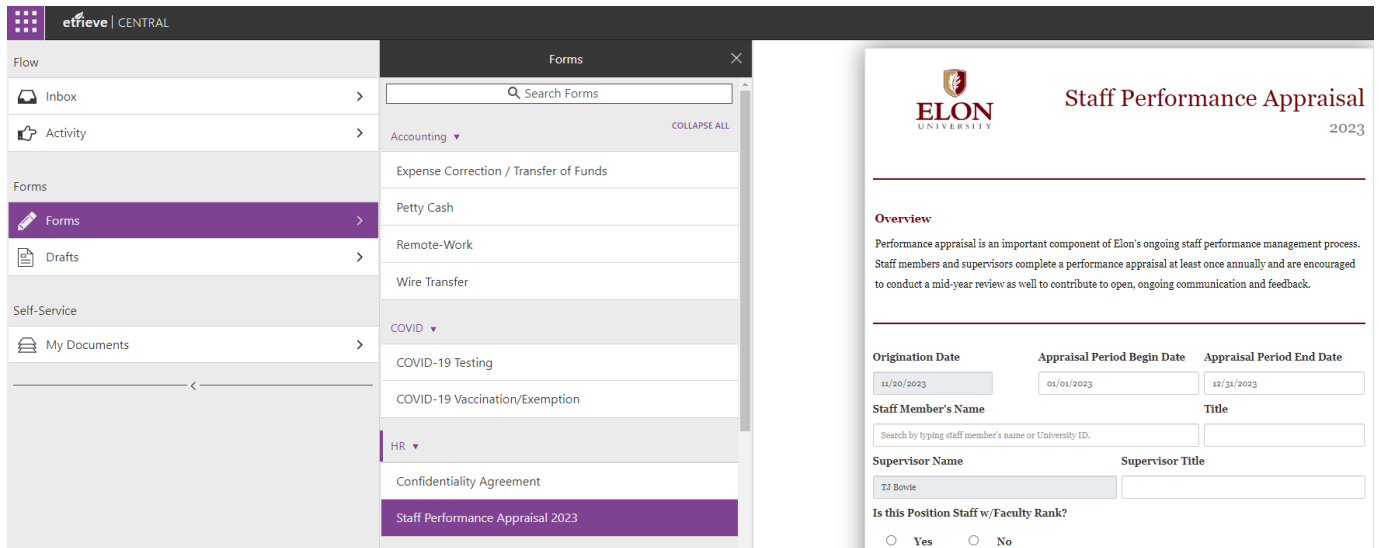 etrieve | CENTRAL
Flow
Inbox
Activity
Forms
Forms
Drafts
Self-Service
My Documents
Forms
Search Forms
COLLAPSE ALL
Accounting
Expense Correction / Transfer of Funds
Petty Cash
Remote-Work
Wire Transfer
COVID
COVID-19 Testing
COVID-19 Vaccination/Exemption
HR
Confidentiality Agreement
Staff Performance Appraisal 2023
ELON
UNIVERSITY
Staff Performance Appraisal
2023
Overview
Performance appraisal is an important component of Elon's ongoing staff performance management process.
Staff members and supervisors complete a performance appraisal at least once annually and are encouraged
to conduct a mid-year review as well to contribute to open, ongoing communication and feedback.
Origination Date Appraisal Period Begin Date Appraisal Period End Date
11/20/2023 01/01/2023 12/31/2023
Staff Member's Name Title
Search by typing staff member's name or University ID.
Supervisor Name Supervisor Title
TJ Bowie
Is this Position Staff w/Faculty Rank?
Yes No